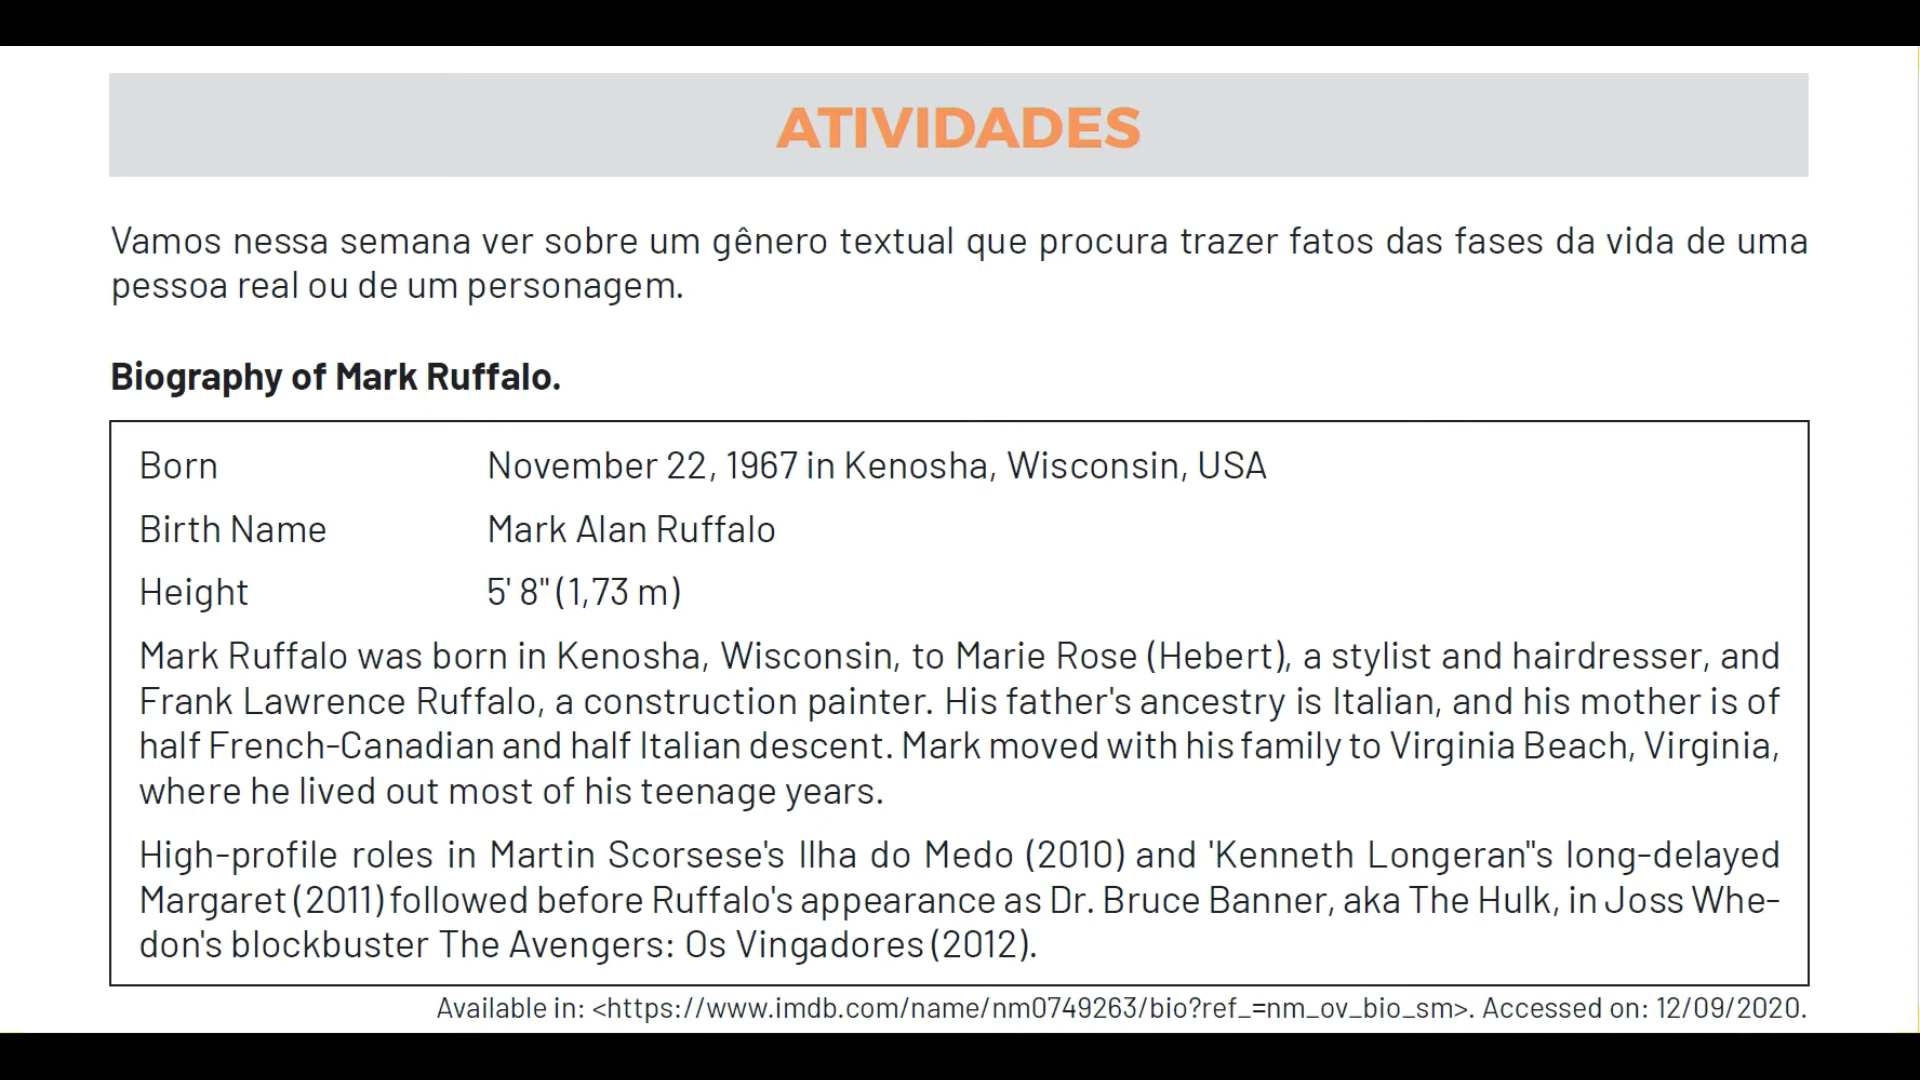 ATIVIDADES
Vamos nessa semana ver sobre um gênero textual que procura trazer fatos das fases da vida de uma
pessoa real ou de um personagem.
Biography of Mark Ruffalo.
Born November 22, 1967 in Kenosha, Wisconsin, USA
Birth Name Mark Alan Ruffalo
Height 5' 8" (1,73 m)
Mark Ruffalo was born in Kenosha, Wisconsin, to Marie Rose (Hebert), a stylist and hairdresser, and
Frank Lawrence Ruffalo, a construction painter. His father's ancestry is Italian, and his mother is of
half French-Canadian and half Italian descent. Mark moved with his family to Virginia Beach, Virginia,
where he lived out most of his teenage years.
High-profile roles in Martin Scorsese's Ilha do Medo (2010) and 'Kenneth Longeran"s long-delayed
Margaret (2011) followed before Ruffalo's appearance as Dr. Bruce Banner, aka The Hulk, in Joss Whe-
don's blockbuster The Avengers: Os Vingadores (2012).
Available in: <https://www.imdb.com/name/nm0749263/bio?ref_=nm_ov_bio_sm>. Accessed on: 12/09/2020.